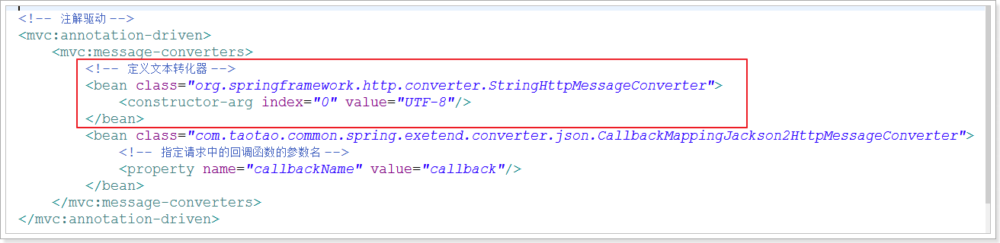 <!-- 注解驱动 -->
<mvc:annotation-driven>
<mvc:message-converters>
<!-- 定义文本转化器 -->
<bean class="org.springframework.http.converter.StringHttpMessageConverter">
<constructor-arg index="0" value="UTF-8"/>
</bean>
<bean class="com.taotao.common.spring.exetend.converter.json.CallbackMappingJackson2HttpMessageConverter">
<!-- 指定请求中的回调函数的参数名 -->
<property name="callbackName" value="callback"/>
</bean>
</mvc:message-converters>
</mvc:annotation-driven>